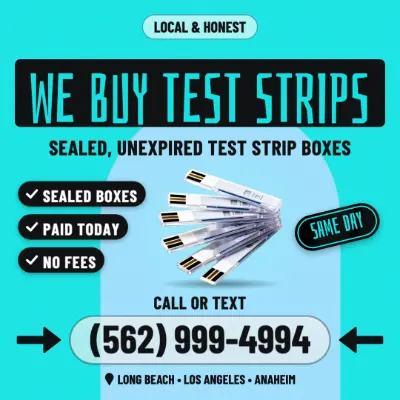 LOCAL & HONEST
WE BUY TEST STRIPS
SEALED, UNEXPIRED TEST STRIP BOXES
✓ SEALED BOXES
✓ PAID TODAY
✓ NO FEES
SAME DAY
CALL OR TEXT
(562) 999-4994
LONG BEACH • LOS ANGELES • ANAHEIM